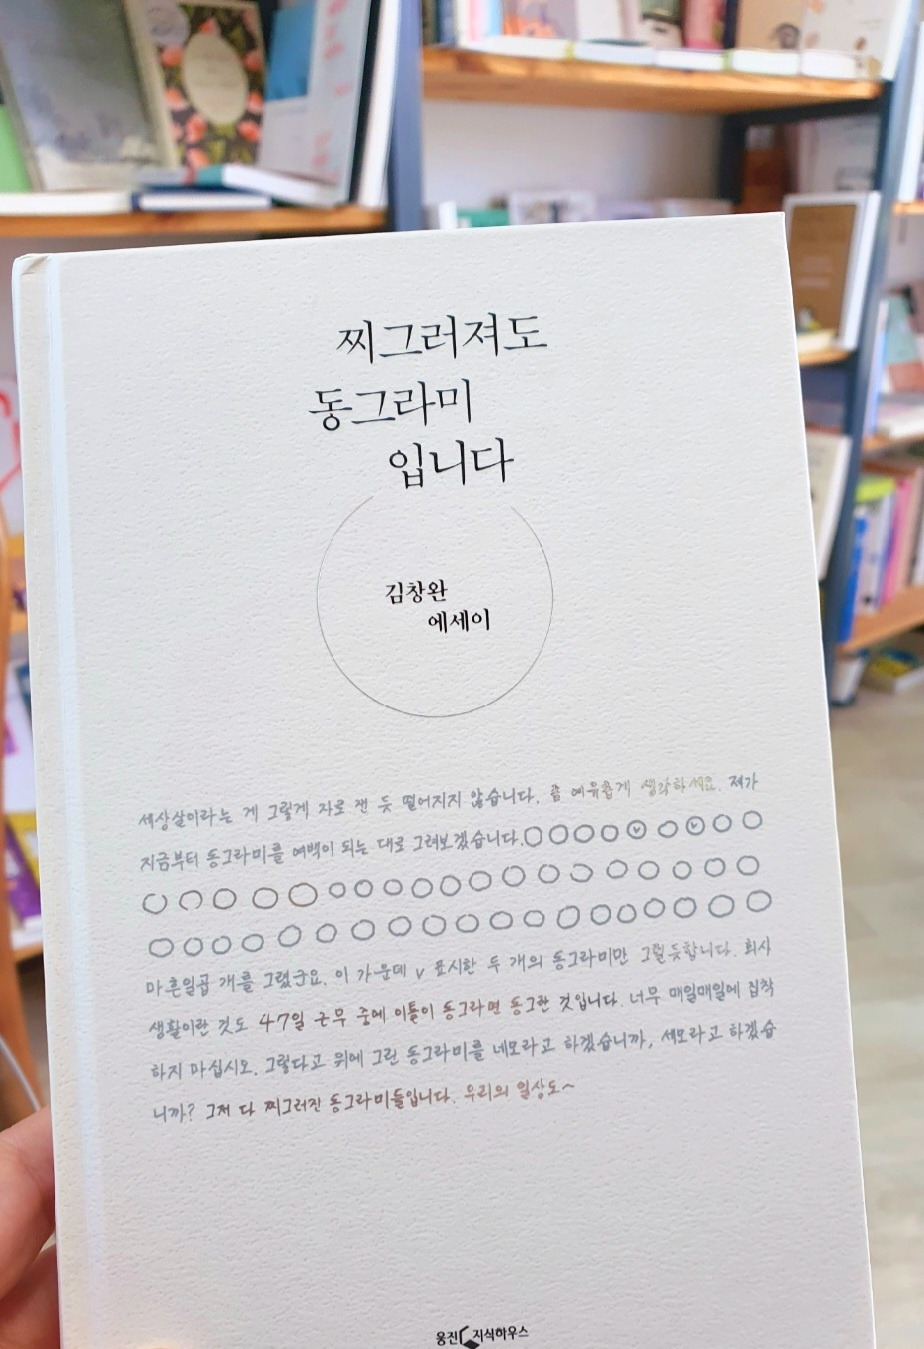 찌그러져도
동그라미
입니다
김창완
에세이
세상살이라는 게 그렇게 자로 잰 듯 떨어지지 않습니다. 좀 여유롭게 생각하세요. 제가
지금부터 동그라미를 여백이 되는 대로 그려보겠습니다.
마흔일곱 개를 그렸군요. 이 가운데 v 표시한 두 개의 동그라미만 그럴듯합니다. 회사
생활이란 것도 47일 근무 중에 이틀이 동그라면 동그란 것입니다. 너무 매일매일에 집착
하지 마십시오. 그렇다고 위에 그린 동그라미를 네모라고 하겠습니까, 세모라고 하겠습
니까? 그저 다 찌그러진 동그라미들입니다. 우리의 일상도~
웅진 지식하우스